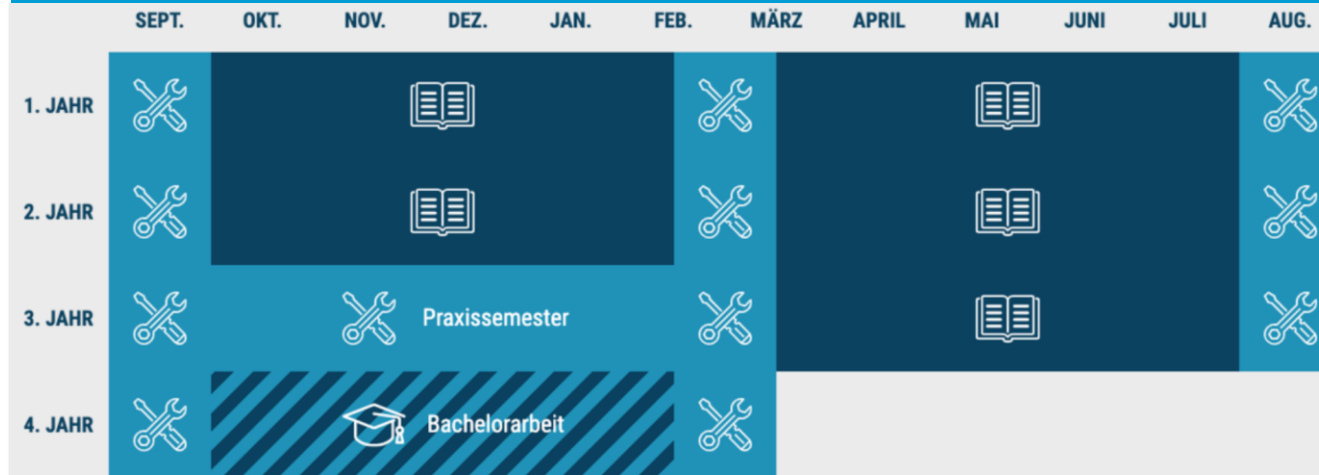 SEPT. OKT. NOV. DEZ. JAN. FEB. MÄRZ APRIL MAI JUNI JULI AUG.
1. JAHR
2. JAHR
3. JAHR Praxissemester
4. JAHR Bachelorarbeit